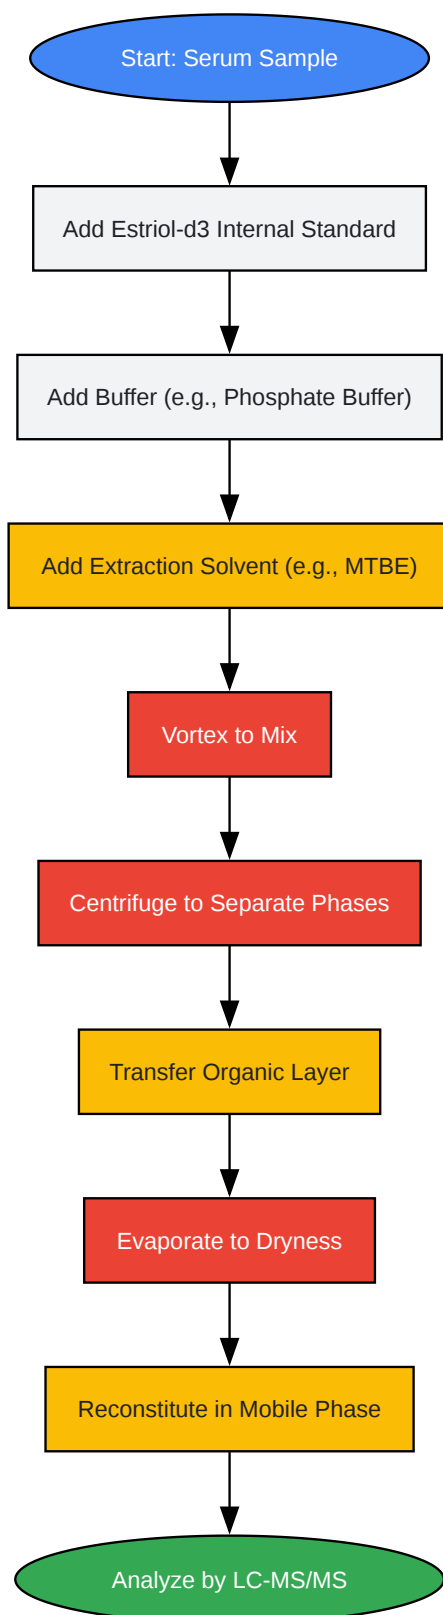 Start: Serum Sample
Add Estriol-d3 Internal Standard
Add Buffer (e.g., Phosphate Buffer)
Add Extraction Solvent (e.g., MTBE)
Vortex to Mix
Centrifuge to Separate Phases
Transfer Organic Layer
Evaporate to Dryness
Reconstitute in Mobile Phase
Analyze by LC-MS/MS